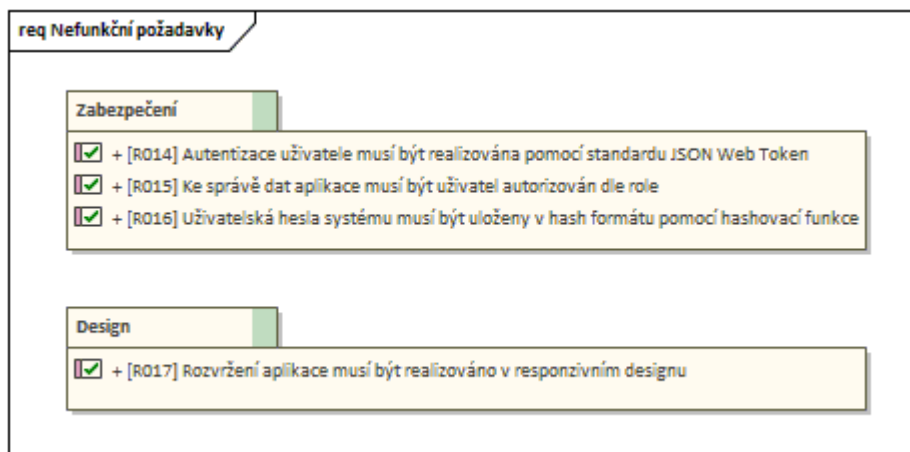 req Nefunkční požadavky
Zabezpečení
+ [R014] Autentizace uživatele musí být realizována pomocí standardu JSON Web Token
+ [R015] Ke správě dat aplikace musí být uživatel autorizován dle role
+ [R016] Uživatelská hesla systému musí být uloženy v hash formátu pomocí hashovací funkce
Design
+ [R017] Rozvržení aplikace musí být realizováno v responzivním designu